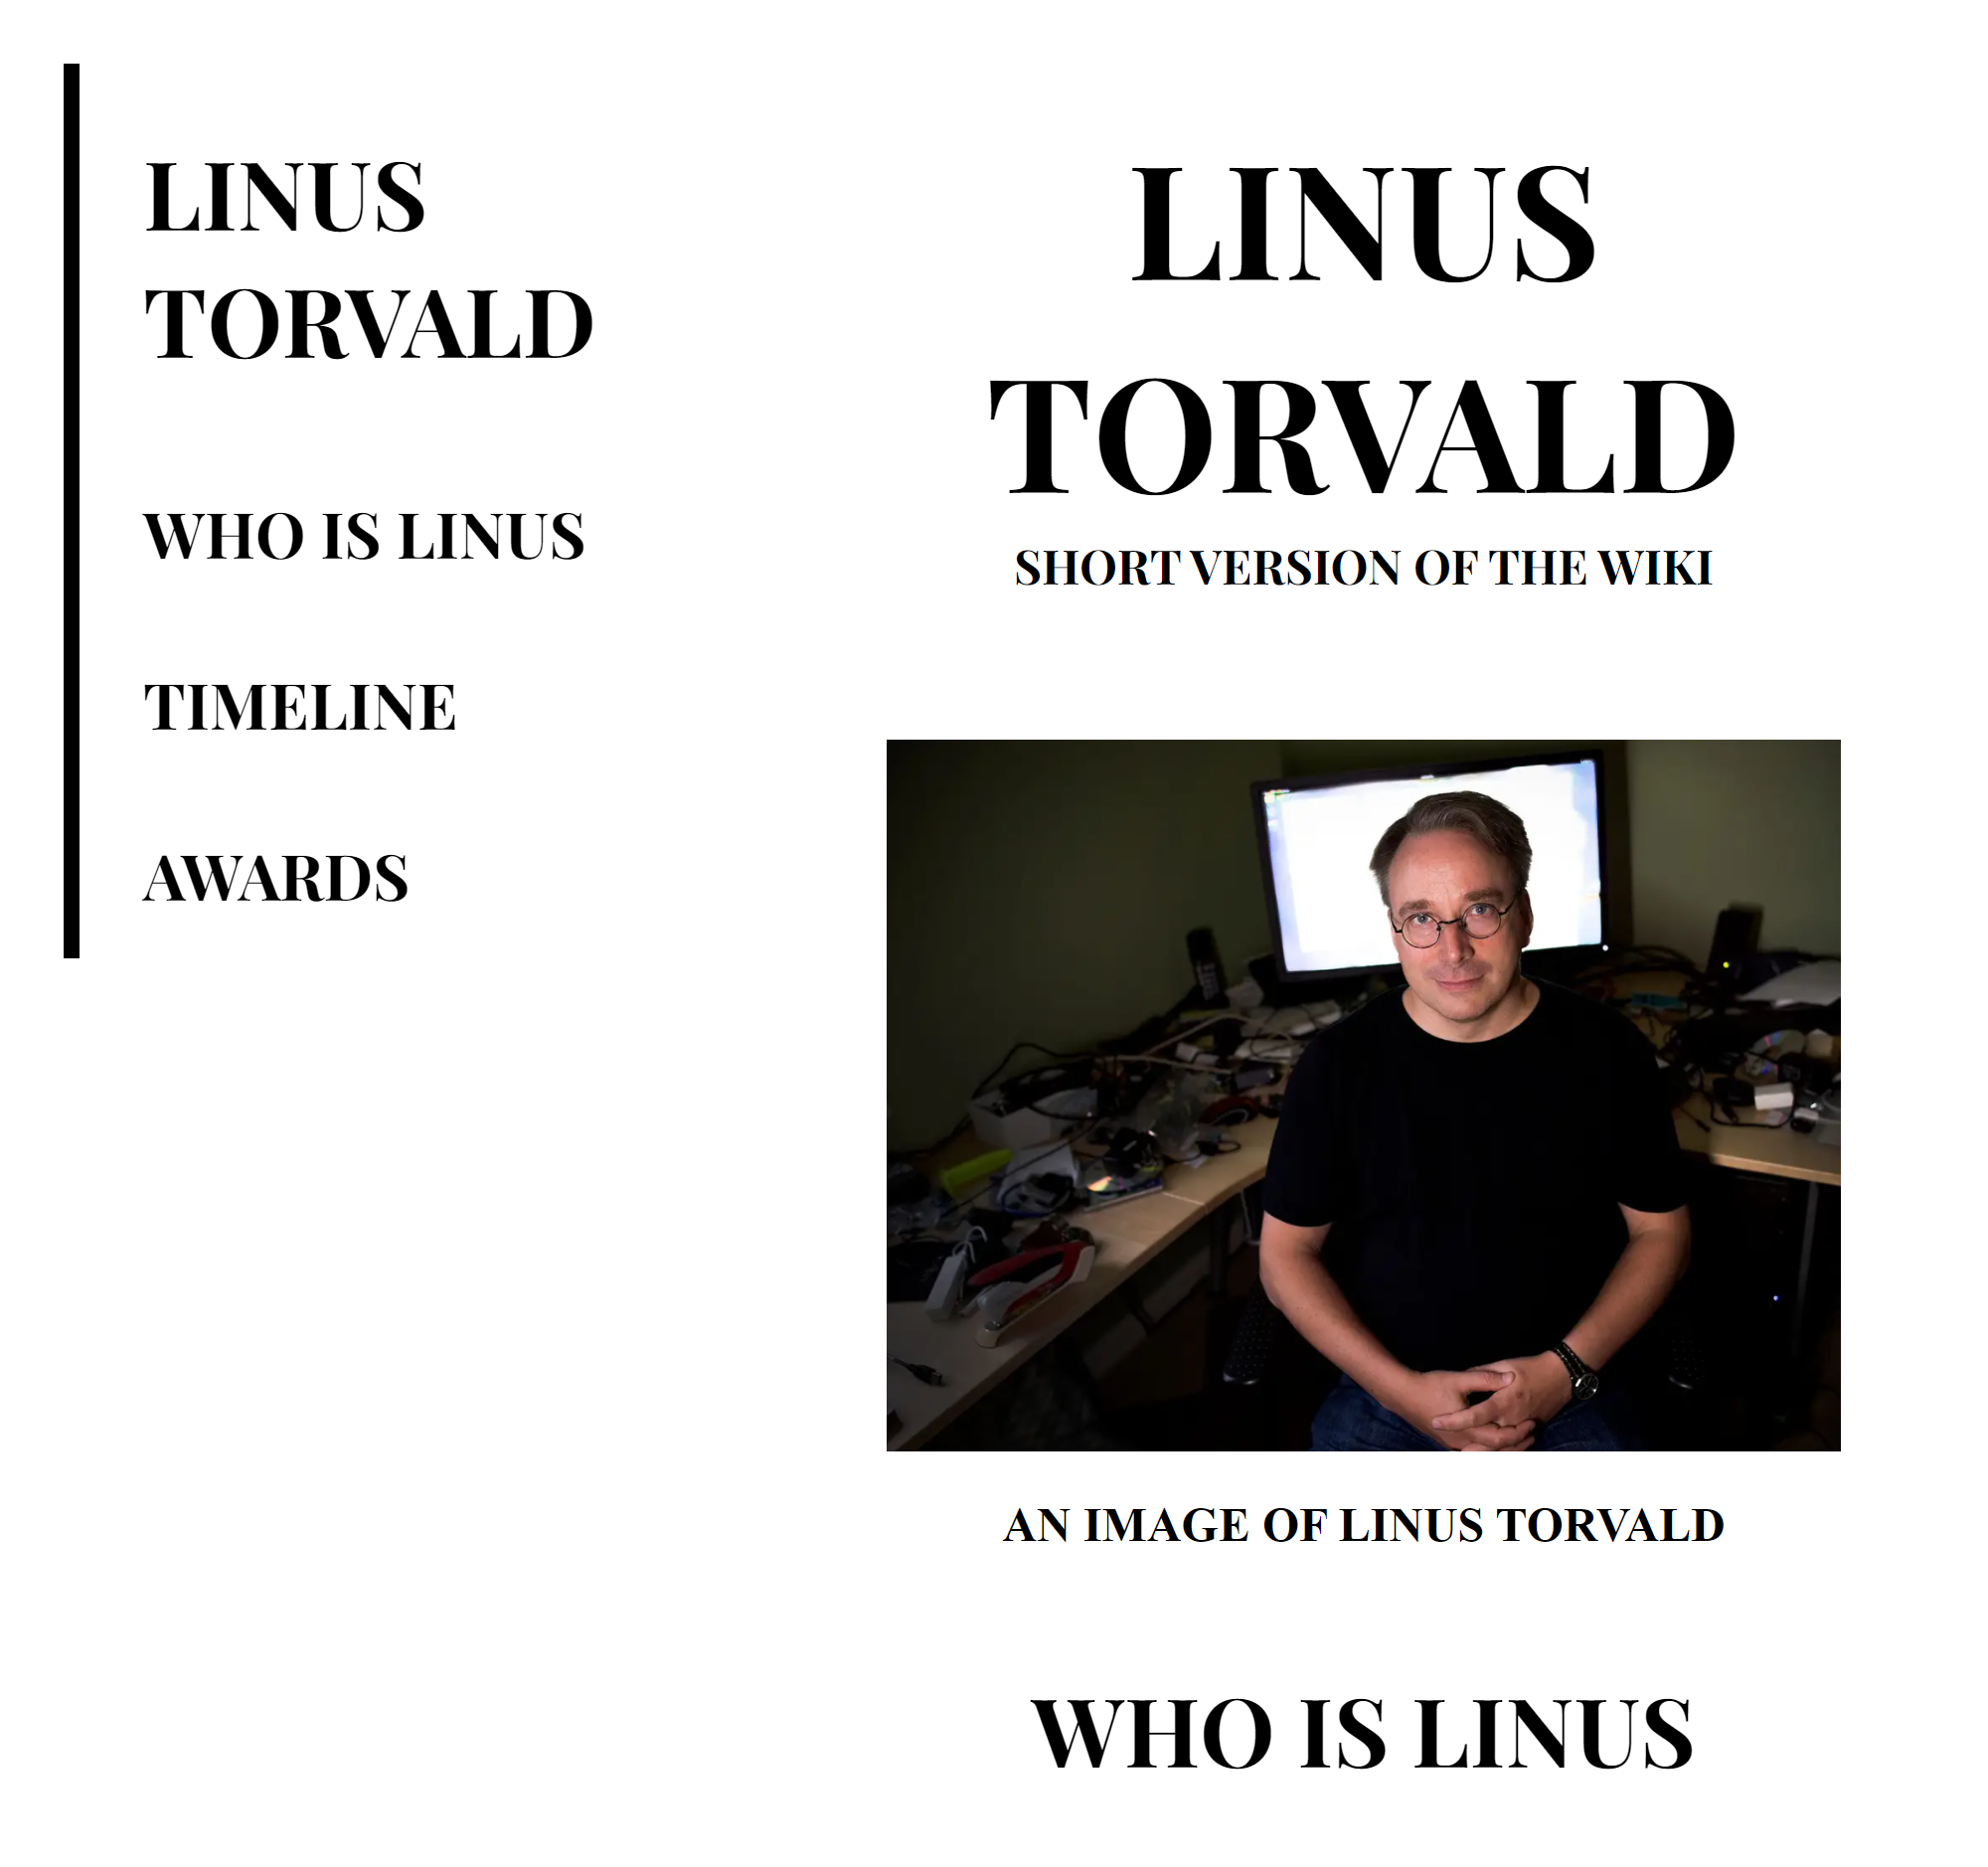 LINUS
TORVALD
WHO IS LINUS
TIMELINE
AWARDS
LINUS
TORVALD
SHORT VERSION OF THE WIKI
AN IMAGE OF LINUS TORVALD
WHO IS LINUS